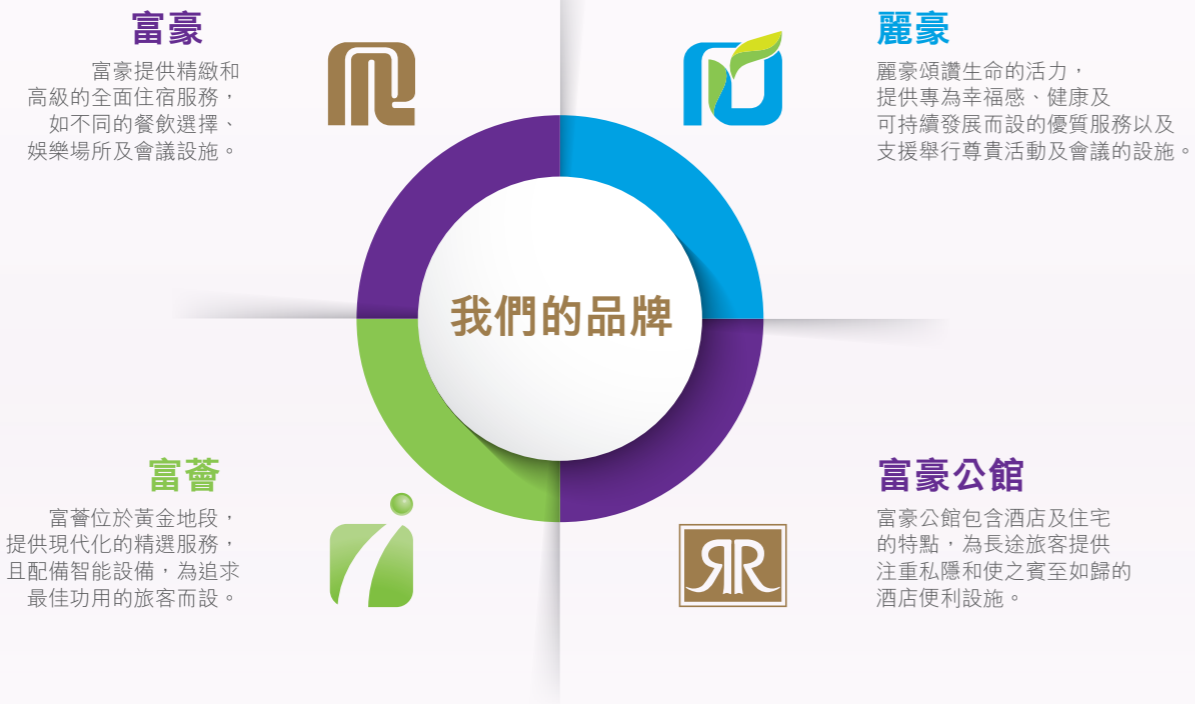 富豪
富豪提供精緻和
高級的全面住宿服務，
如不同的餐飲選擇、
娛樂場所及會議設施。
麗豪
麗豪頌讚生命的活力，
提供專為幸福感、健康及
可持續發展而設的優質服務以及
支援舉行尊貴活動及會議的設施。
我們的品牌
富薈
富薈位於黃金地段，
提供現代化的精選服務，
且配備智能設備，為追求
最佳功用的旅客而設。
富豪公館
富豪公館包含酒店及住宅
的特點，為長途旅客提供
注重私隱和使之賓至如歸的
酒店便利設施。